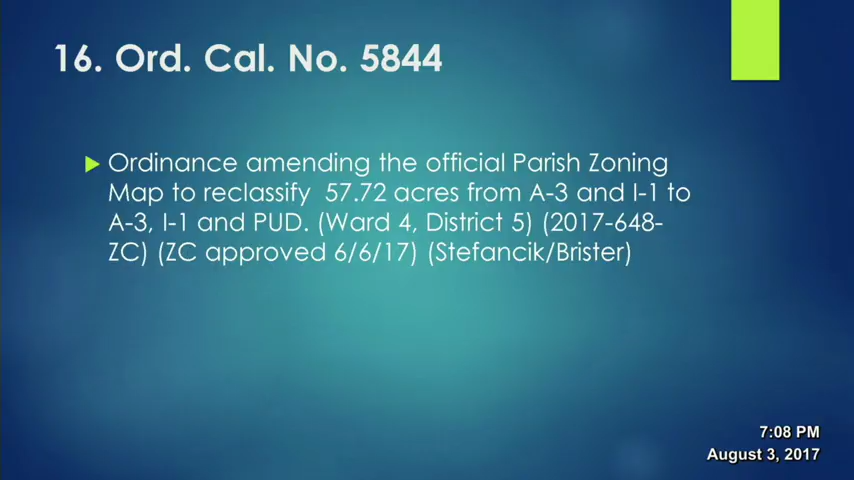 16. Ord. Cal. No. 5844
Ordinance amending the official Parish Zoning
Map to reclassify 57.72 acres from A-3 and I-1 to
A-3, I-1 and PUD. (Ward 4, District 5) (2017-648-
ZC) (ZC approved 6/6/17) (Stefancik/Brister)
7:08 PM
August 3, 2017